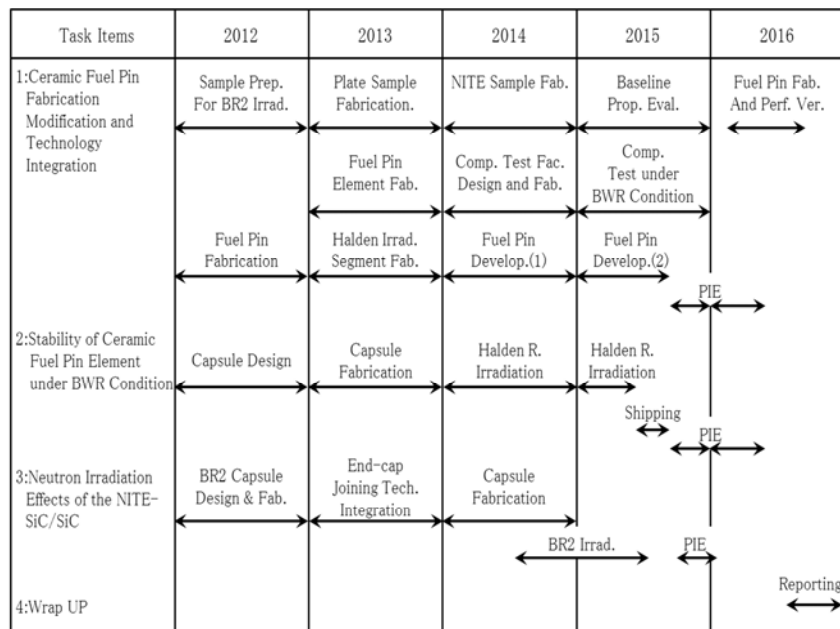 Task Items 2012 2013 2014 2015 2016
1:Ceramic Fuel Pin
Fabrication
Modification and
Technology
Integration
Sample Prep.
For BR2 Irrad.
Plate Sample
Fabrication.
NITE Sample Fab.
Baseline
Prop. Eval.
Fuel Pin Fab.
And Perf. Ver.
Fuel Pin
Element Fab.
Comp. Test Fac.
Design and Fab.
Comp.
Test under
BWR Condition
Fuel Pin
Fabrication
Halden Irrad.
Segment Fab.
Fuel Pin
Develop.(1)
Fuel Pin
Develop.(2)
PIE
2:Stability of Ceramic
Fuel Pin Element
under BWR Condition
Capsule Design
Capsule
Fabrication
Halden R.
Irradiation
Halden R.
Irradiation
Shipping
PIE
3:Neutron Irradiation
Effects of the NITE-
SiC/SiC
BR2 Capsule
Design & Fab.
End-cap
Joining Tech.
Integration
Capsule
Fabrication
BR2 Irrad.
PIE
4:Wrap UP
Reporting